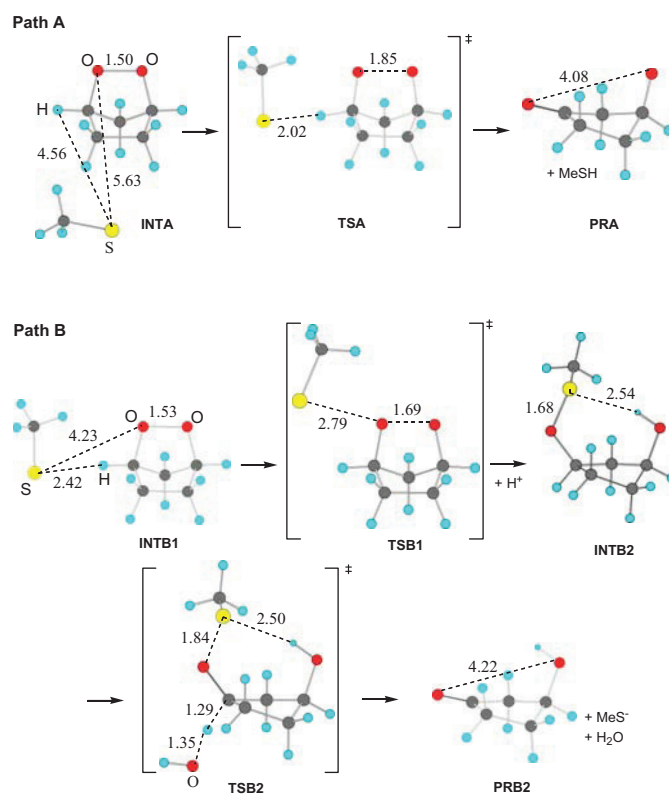 Path A
O 1.50 O
H
4.56
5.63
S
INTA
2.02
1.85
‡
TSA
4.08
+ MeSH
PRA
Path B
O 1.53 O
4.23
S
2.42
H
INTB1
2.79
1.69
‡
TSB1
+ H⁺
1.68
2.54
INTB2
1.84
2.50
1.29
1.35
O
‡
TSB2
4.22
+ MeS⁻
+ H₂O
PRB2